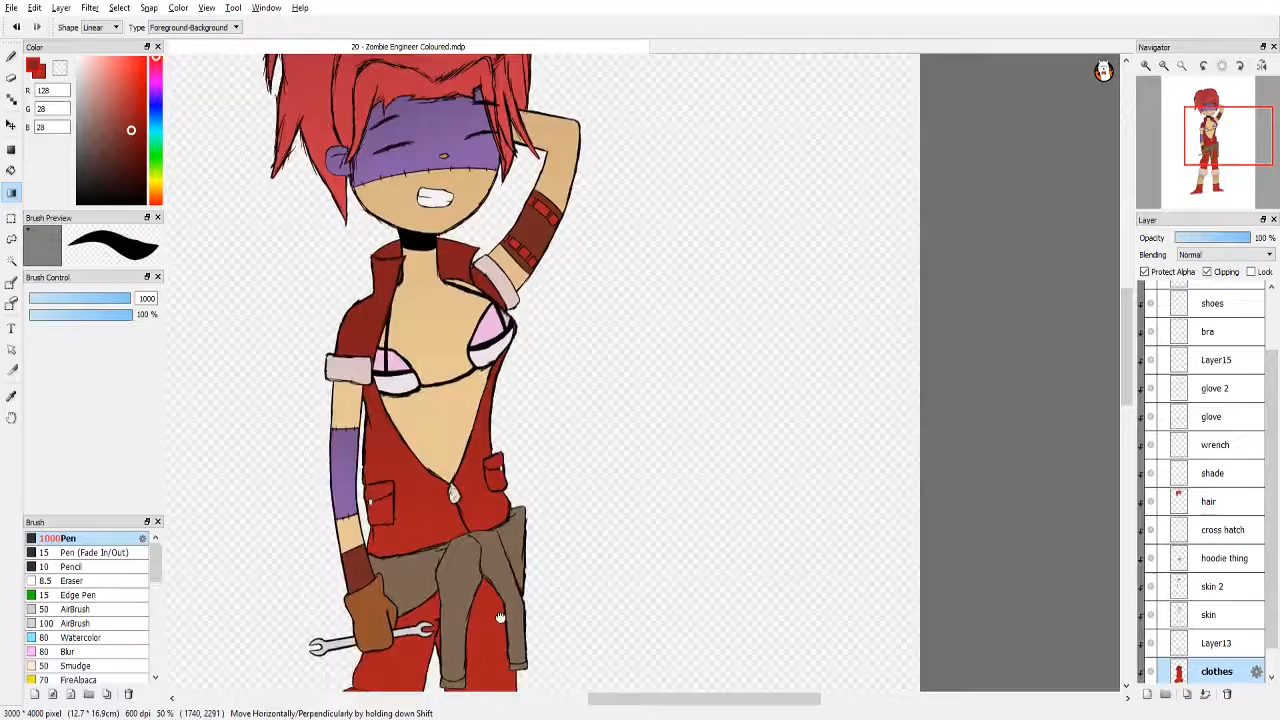 File Edit Layer Filter Select Snap Color View Tool Window Help
Shape Linear Type Foreground-Background
Color
20 - Zombie Engineer Coloured.mdp
Navigator
R 128
G 28
B 28
Brush Preview
Layer
Opacity 100 %
Blending Normal
Protect Alpha Clipping Lock
Brush Control
1000
100 %
shoes
bra
Layer15
glove 2
glove
wrench
shade
hair
cross hatch
hoodie thing
skin 2
skin
Layer13
clothes
Brush
1000 Pen
15 Pen (Fade In/Out)
10 Pencil
8.5 Eraser
15 Edge Pen
50 AirBrush
100 AirBrush
80 Watercolor
80 Blur
50 Smudge
70 FireAlpaca
3000 * 4000 pixel (12.7 * 16.9cm) 600 dpi 50 % ( 1740, 2291 ) Move Horizontally/Perpendicularly by holding down Shift